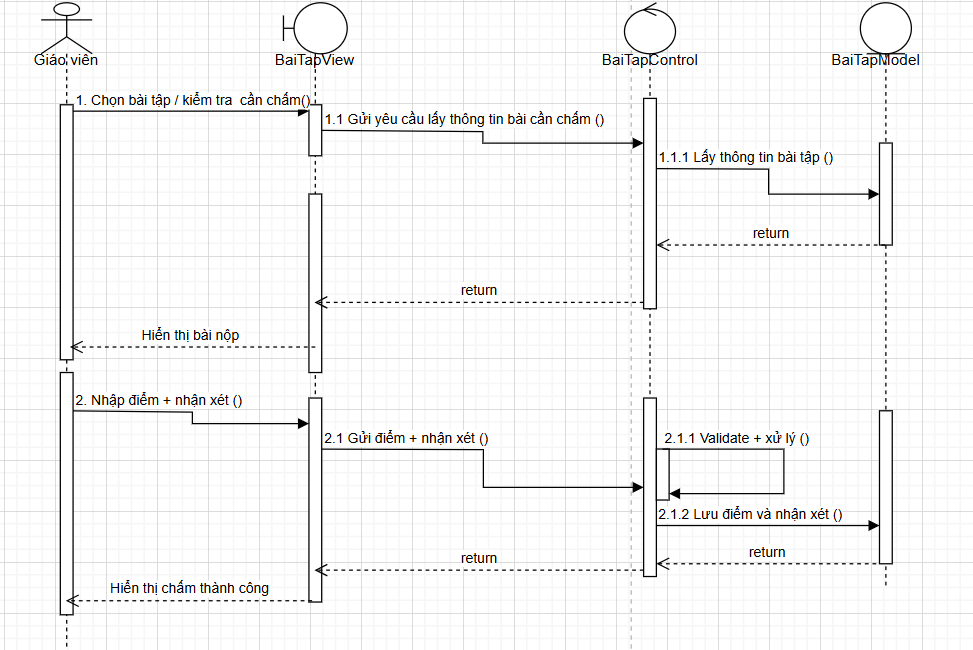 Giáo viên
BaiTapView
BaiTapControl
BaiTapModel
1. Chọn bài tập / kiểm tra cần chấm()
1.1 Gửi yêu cầu lấy thông tin bài cần chấm ()
1.1.1 Lấy thông tin bài tập ()
return
return
Hiển thị bài nộp
2. Nhập điểm + nhận xét ()
2.1 Gửi điểm + nhận xét ()
2.1.1 Validate + xử lý ()
2.1.2 Lưu điểm và nhận xét ()
return
return
Hiển thị chấm thành công